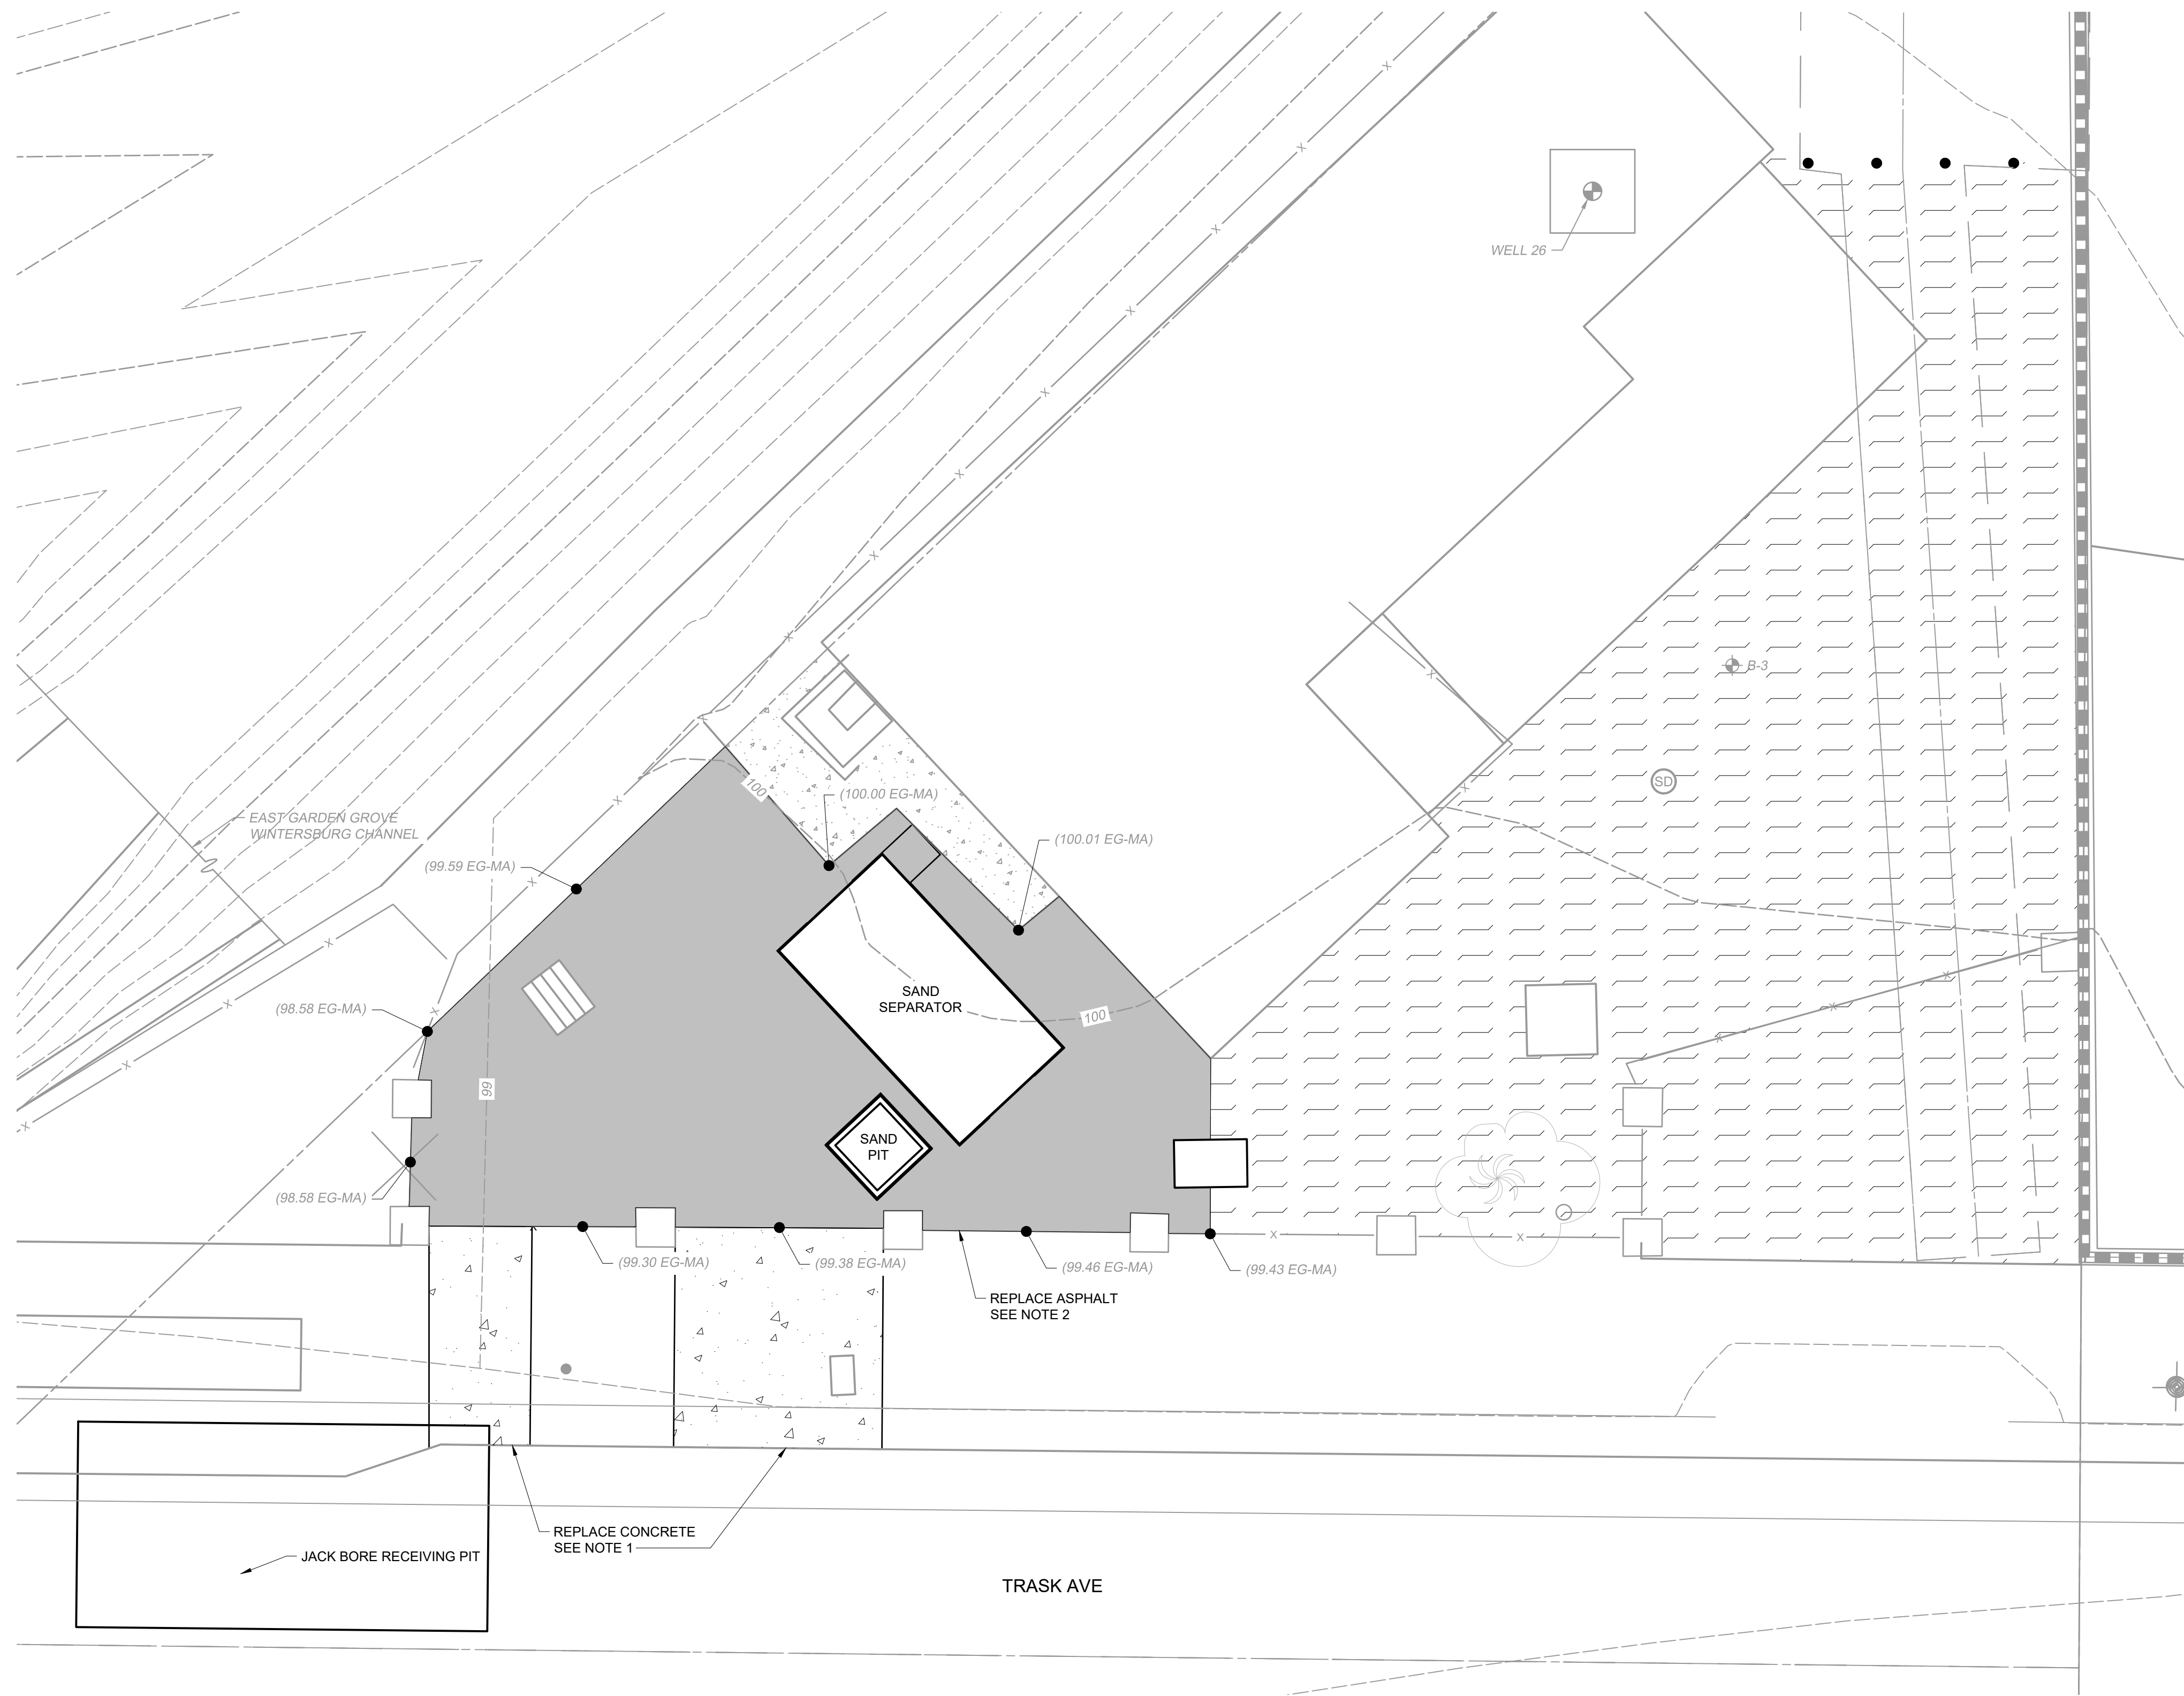 WELL 26
B-3
SD
100
(100.00 EG-MA)
EAST GARDEN GROVE
WINTERSBURG CHANNEL
(100.01 EG-MA)
(99.59 EG-MA)
SAND
SEPARATOR
(98.58 EG-MA)
100
99
SAND
PIT
(98.58 EG-MA)
(99.30 EG-MA)
(99.38 EG-MA)
(99.46 EG-MA)
(99.43 EG-MA)
REPLACE ASPHALT
SEE NOTE 2
REPLACE CONCRETE
SEE NOTE 1
JACK BORE RECEIVING PIT
TRASK AVE